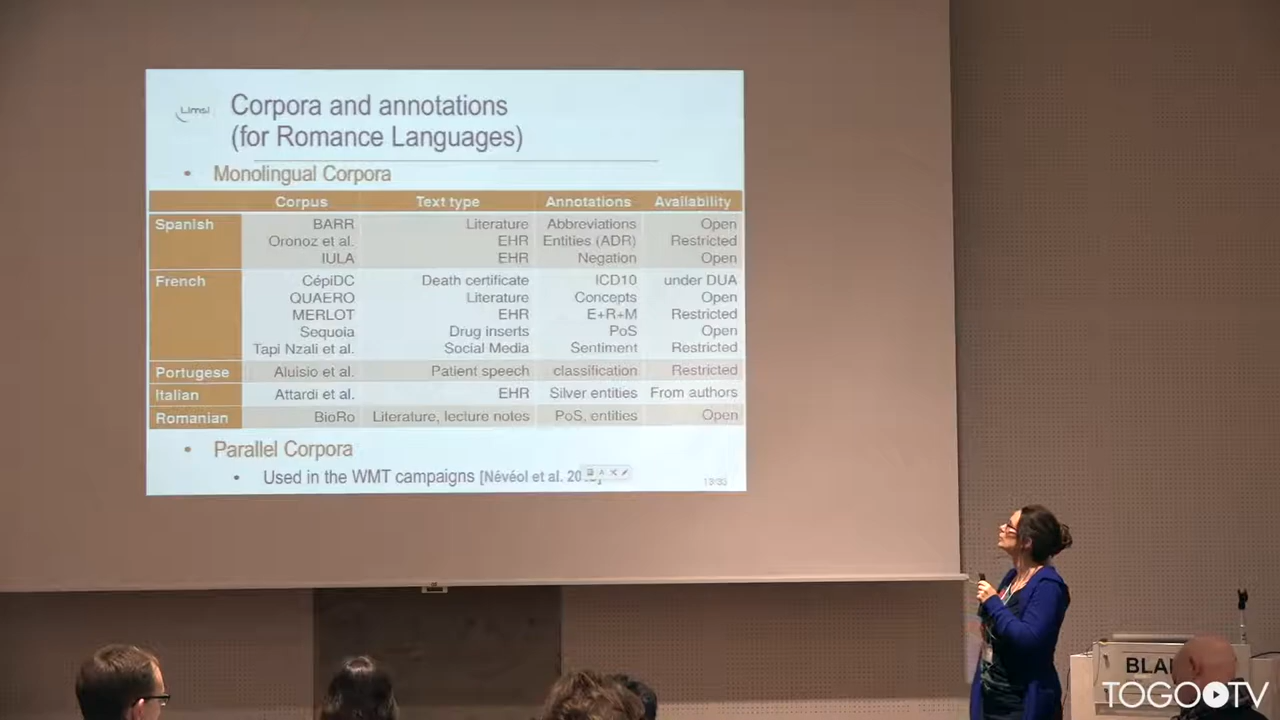 Limsi
Corpora and annotations
(for Romance Languages)
• Monolingual Corpora
Corpus Text type Annotations Availability
Spanish BARR Literature Abbreviations Open
Oronoz et al. EHR Entities (ADR) Restricted
IULA EHR Negation Open
French CépiDC Death certificate ICD10 under DUA
QUAERO Literature Concepts Open
MERLOT EHR E+R+M Restricted
Sequoia Drug inserts PoS Open
Tapi Nzali et al. Social Media Sentiment Restricted
Portugese Aluisio et al. Patient speech classification Restricted
Italian Attardi et al. EHR Silver entities From authors
Romanian BioRo Literature, lecture notes PoS, entities Open
• Parallel Corpora
• Used in the WMT campaigns [Névéol et al.
TOGOTV